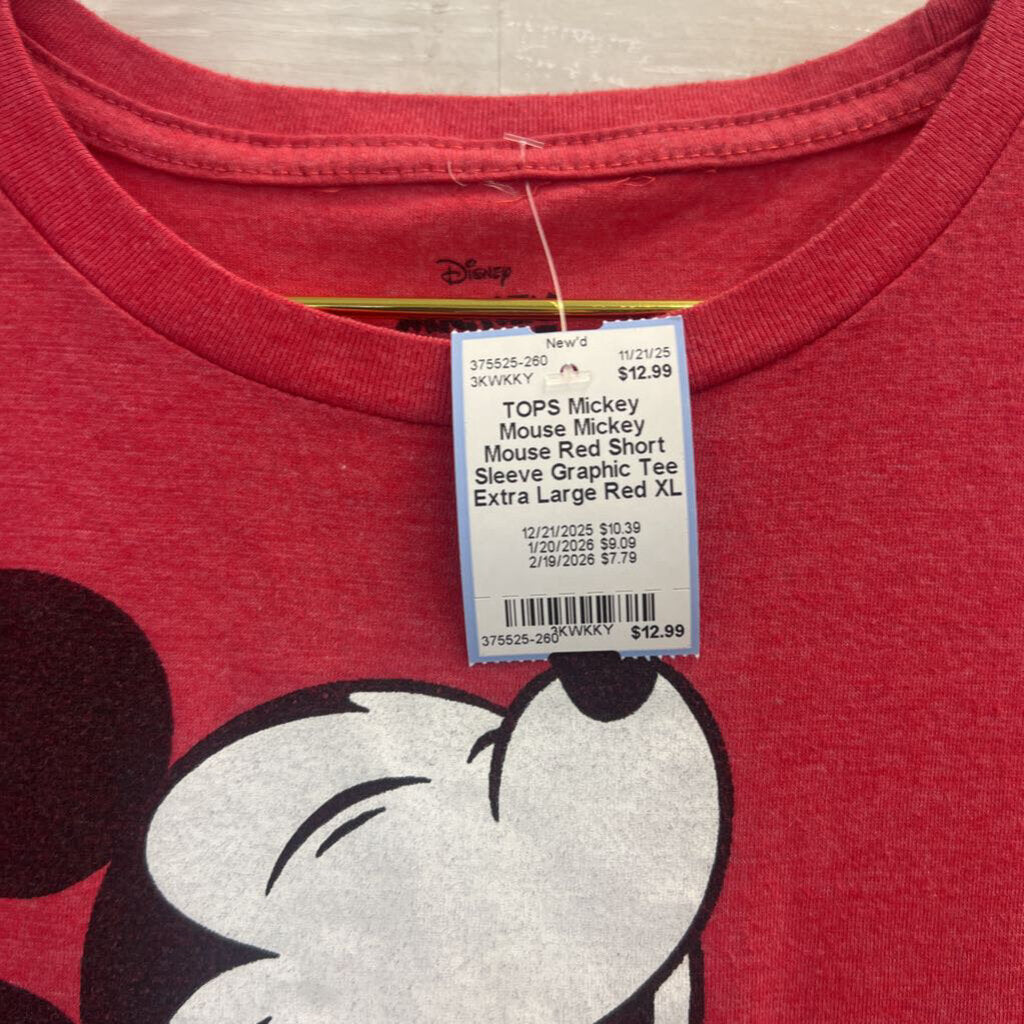 Disney
New'd
375525-260 11/21/25
3KWKKY $12.99
TOPS Mickey
Mouse Mickey
Mouse Red Short
Sleeve Graphic Tee
Extra Large Red XL
12/21/2025 $10.39
1/20/2026 $9.09
2/19/2026 $7.79
375525-260 3KWKKY $12.99